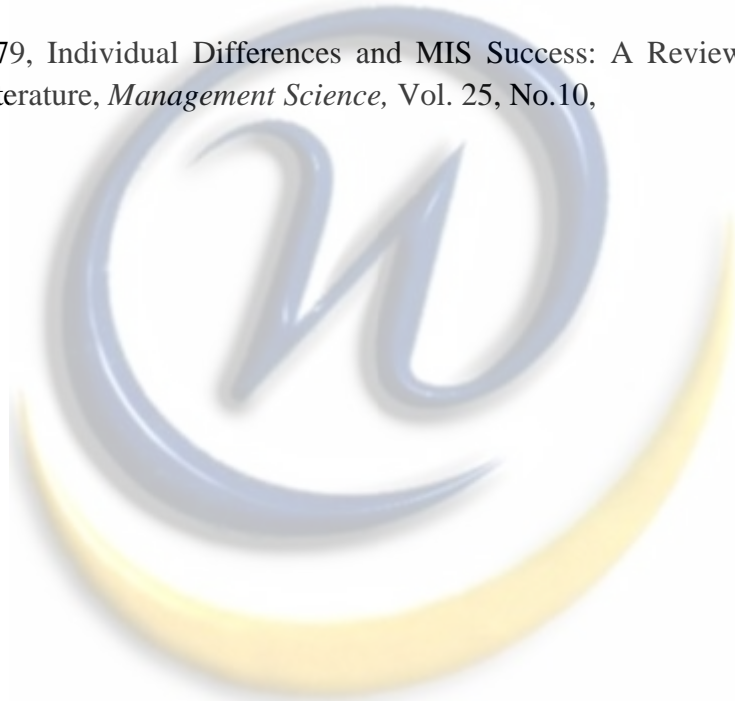 79, Individual Differences and MIS Success: A Review
terature, Management Science, Vol. 25, No.10,